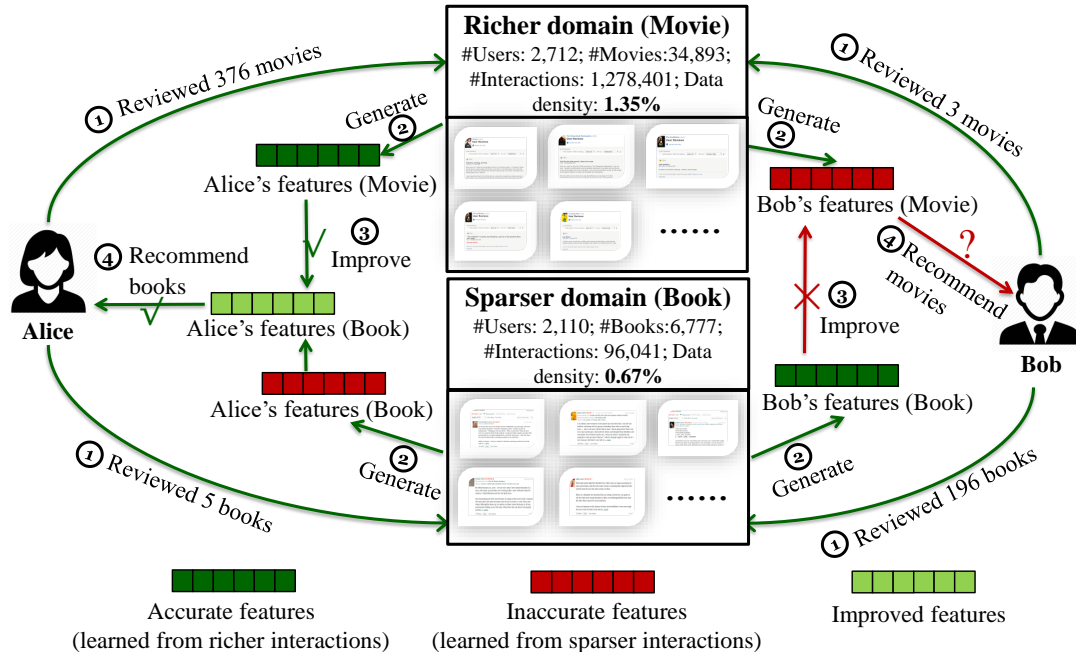 Richer domain (Movie)
#Users: 2,712; #Movies:34,893;
#Interactions: 1,278,401; Data
density: 1.35%
1 Reviewed 376 movies
Generate
2
Alice's features (Movie)
3
Improve
4 Recommend
books
Alice's features (Book)
Alice
Alice's features (Book)
2
Generate
1 Reviewed 5 books
......
Sparser domain (Book)
#Users: 2,110; #Books:6,777;
#Interactions: 96,041; Data
density: 0.67%
......
1 Reviewed 3 movies
Generate
2
Bob's features (Movie)
?
4 Recommend
movies
3
Improve
Bob
Bob's features (Book)
2
Generate
1 Reviewed 196 books
Accurate features
(learned from richer interactions)
Inaccurate features
(learned from sparser interactions)
Improved features